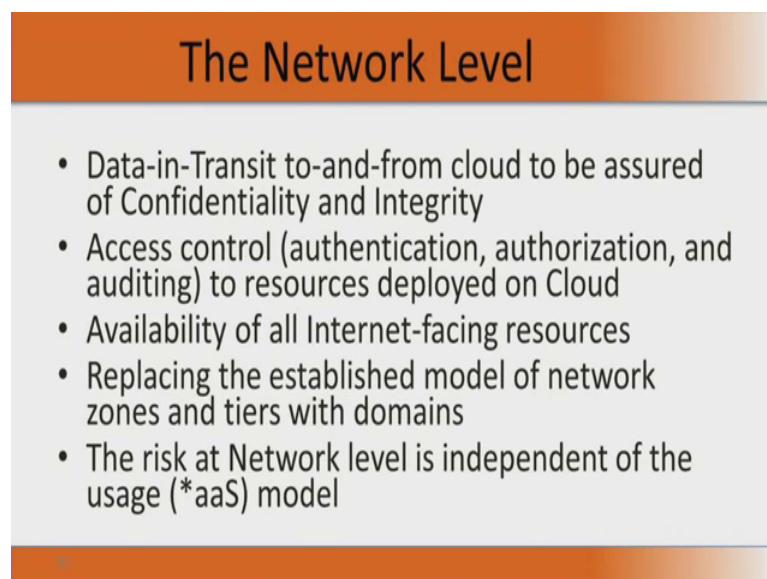 The Network Level
• Data-in-Transit to-and-from cloud to be assured
of Confidentiality and Integrity
• Access control (authentication, authorization, and
auditing) to resources deployed on Cloud
• Availability of all Internet-facing resources
• Replacing the established model of network
zones and tiers with domains
• The risk at Network level is independent of the
usage (*aaS) model